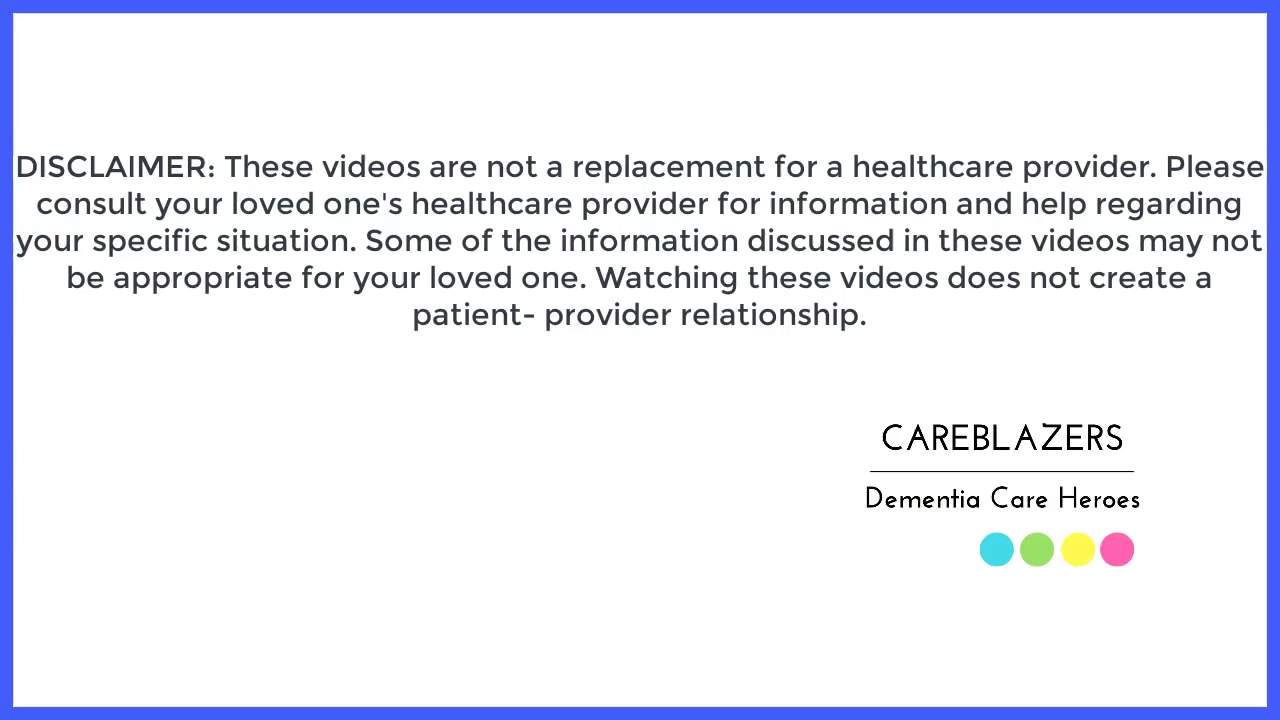 DISCLAIMER: These videos are not a replacement for a healthcare provider. Please
consult your loved one's healthcare provider for information and help regarding
your specific situation. Some of the information discussed in these videos may not
be appropriate for your loved one. Watching these videos does not create a
patient- provider relationship.
CAREBLAZERS
Dementia Care Heroes